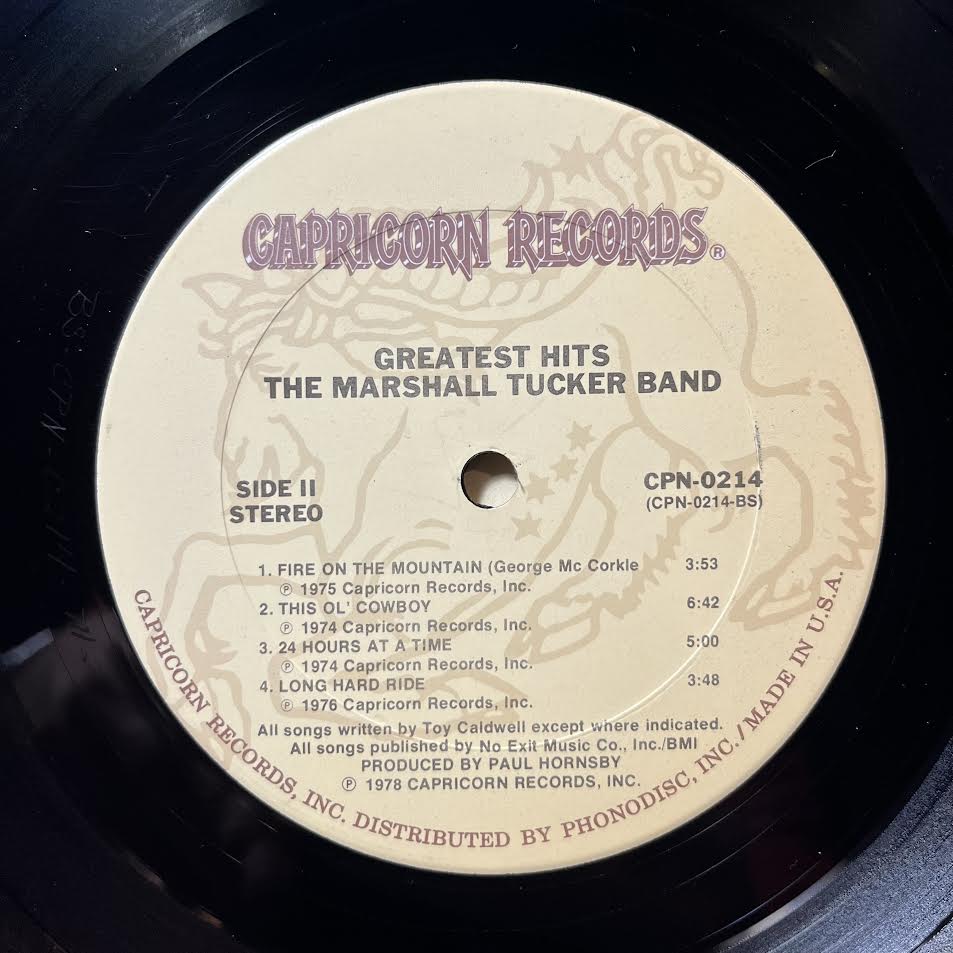 CAPRICORN RECORDS®
GREATEST HITS
THE MARSHALL TUCKER BAND
SIDE II
STEREO
CPN-0214
(CPN-0214-BS)
1. FIRE ON THE MOUNTAIN (George Mc Corkle 3:53
℗ 1975 Capricorn Records, Inc.
2. THIS OL' COWBOY 6:42
℗ 1974 Capricorn Records, Inc.
3. 24 HOURS AT A TIME 5:00
℗ 1974 Capricorn Records, Inc.
4. LONG HARD RIDE 3:48
℗ 1976 Capricorn Records, Inc.
All songs written by Toy Caldwell except where indicated.
All songs published by No Exit Music Co., Inc./BMI
PRODUCED BY PAUL HORNSBY
℗ 1978 CAPRICORN RECORDS, INC.
CAPRICORN RECORDS, INC. DISTRIBUTED BY PHONODISC, INC./MADE IN U.S.A.